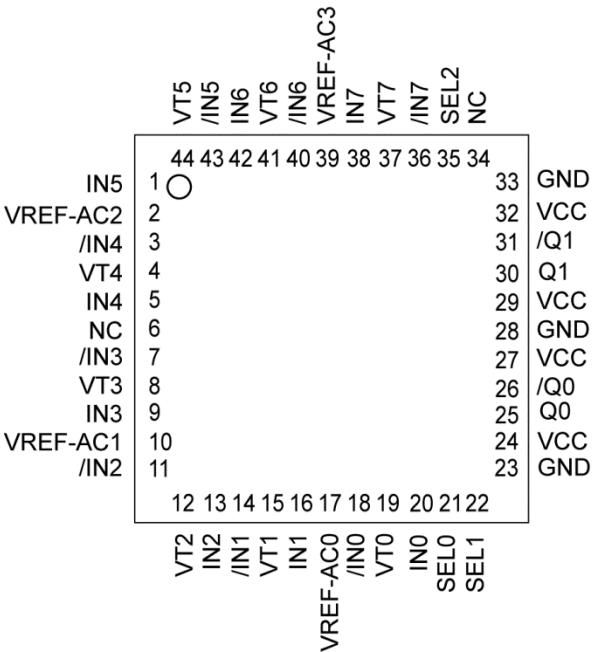 VT5 /IN5 IN6 VT6 /IN6 VREF-AC3 IN7 VT7 /IN7 SEL2 NC
44 43 42 41 40 39 38 37 36 35 34
IN5 1 33 GND
VREF-AC2 2 32 VCC
/IN4 3 31 /Q1
VT4 4 30 Q1
IN4 5 29 VCC
NC 6 28 GND
/IN3 7 27 VCC
VT3 8 26 /Q0
IN3 9 25 Q0
VREF-AC1 10 24 VCC
/IN2 11 23 GND
12 13 14 15 16 17 18 19 20 21 22
VT2 IN2 /IN1 VT1 IN1 VREF-AC0 /IN0 VT0 IN0 SEL0 SEL1